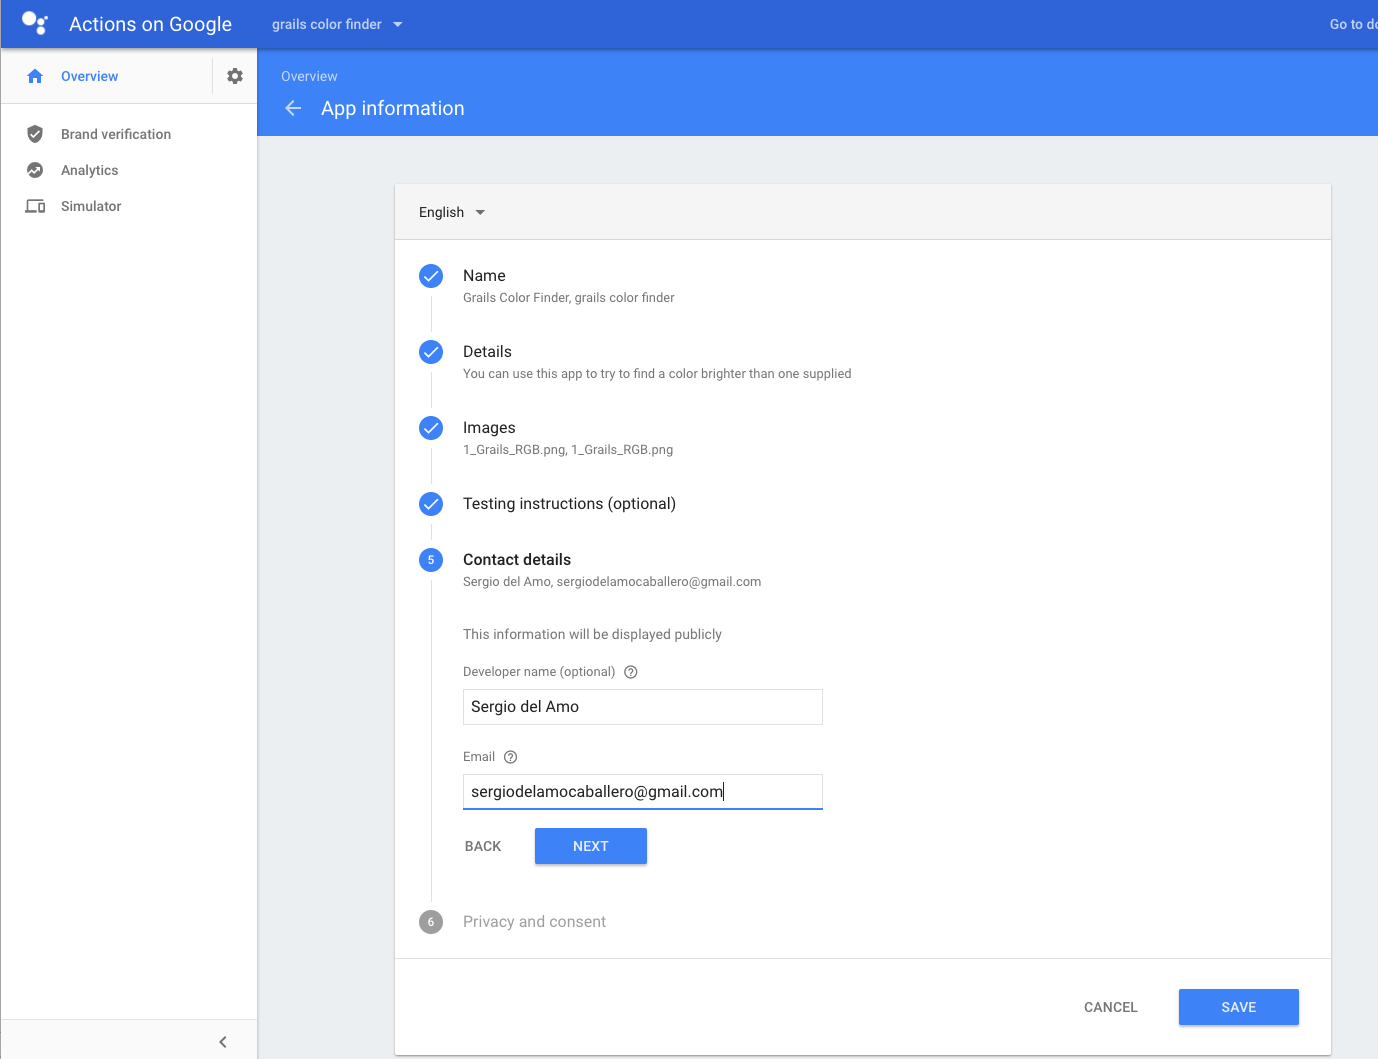 Actions on Google
grails color finder
Go to do
Overview
Brand verification
Analytics
Simulator
Overview
App information
English
Name
Grails Color Finder, grails color finder
Details
You can use this app to try to find a color brighter than one supplied
Images
1_Grails_RGB.png, 1_Grails_RGB.png
Testing instructions (optional)
5
Contact details
Sergio del Amo, sergiodelamocaballero@gmail.com
This information will be displayed publicly
Developer name (optional)
Sergio del Amo
Email
sergiodelamocaballero@gmail.com
BACK
NEXT
6
Privacy and consent
CANCEL
SAVE